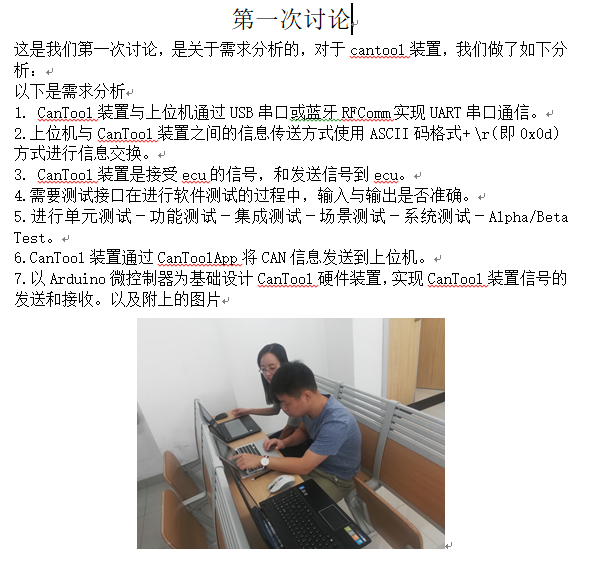 第一次讨论
这是我们第一次讨论，是关于需求分析的，对于 cantool 装置，我们做了如下分
析：
以下是需求分析
1. CanTool 装置与上位机通过 USB 串口或蓝牙 RFComm 实现 UART 串口通信。
2.上位机与 CanTool 装置之间的信息传送方式使用 ASCII 码格式+ \r(即 0x0d)
方式进行信息交换。
3. CanTool 装置是接受 ecu 的信号，和发送信号到 ecu。
4.需要测试接口在进行软件测试的过程中，输入与输出是否准确。
5.进行单元测试－功能测试－集成测试－场景测试－系统测试－Alpha/Beta
Test。
6.CanTool 装置通过 CanToolApp 将 CAN 信息发送到上位机。
7.以 Arduino 微控制器为基础设计 CanTool 硬件装置,实现 CanTool 装置信号的
发送和接收。以及附上的图片